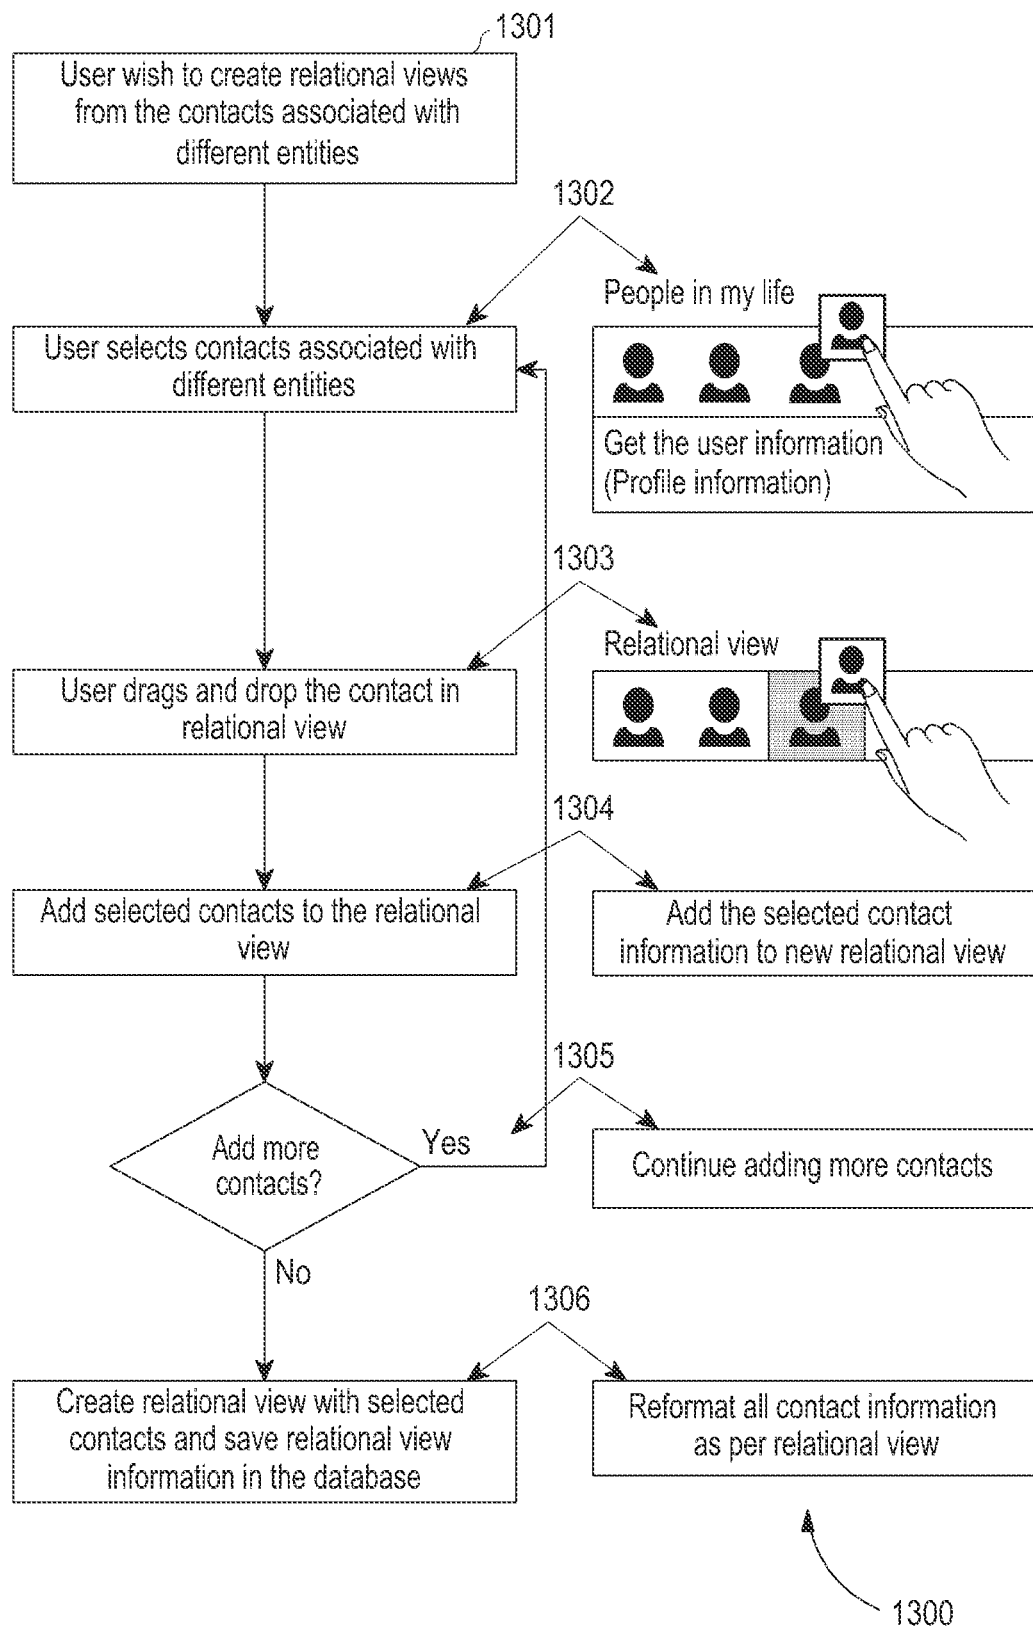 1301
User wish to create relational views
from the contacts associated with
different entities
1302
People in my life
User selects contacts associated with
different entities
Get the user information
(Profile information)
1303
Relational view
User drags and drop the contact in
relational view
1304
Add selected contacts to the relational
view
Add the selected contact
information to new relational view
1305
Add more
contacts?
Yes
Continue adding more contacts
No
1306
Create relational view with selected
contacts and save relational view
information in the database
Reformat all contact information
as per relational view
1300